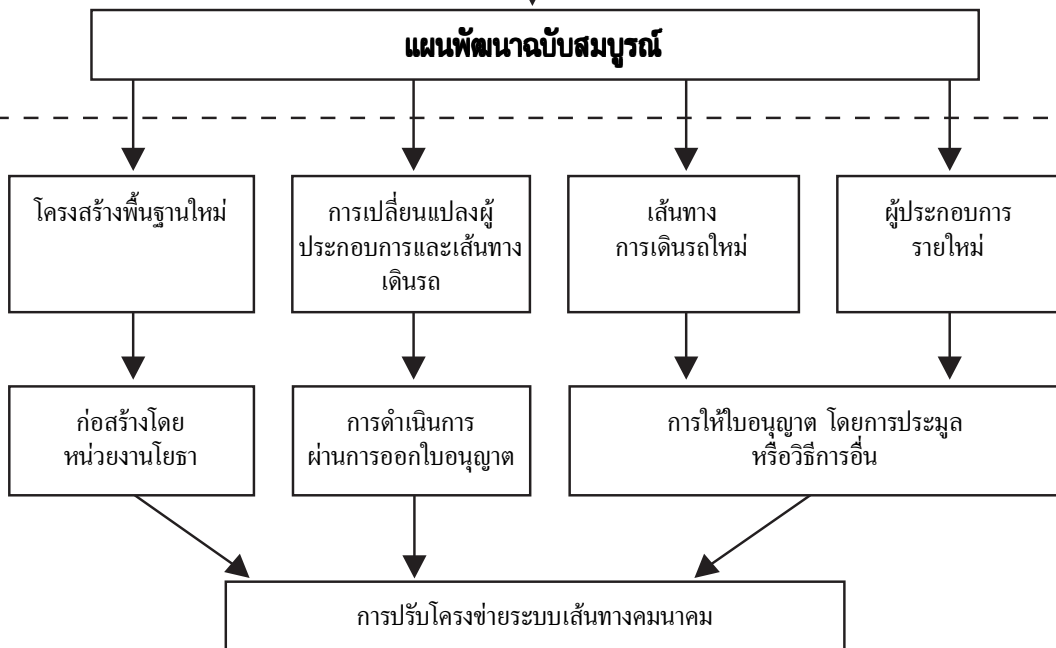 แผนพัฒนาฉบับสมบูรณ์
โครงสร้างพื้นฐานใหม่
การเปลี่ยนแปลงผู้
ประกอบการและเส้นทาง
เดินรถ
เส้นทาง
การเดินรถใหม่
ผู้ประกอบการ
รายใหม่
ก่อสร้างโดย
หน่วยงานโยธา
การดำเนินการ
ผ่านการออกใบอนุญาต
การให้ใบอนุญาต โดยการประมูล
หรือวิธีการอื่น
การปรับโครงข่ายระบบเส้นทางคมนาคม